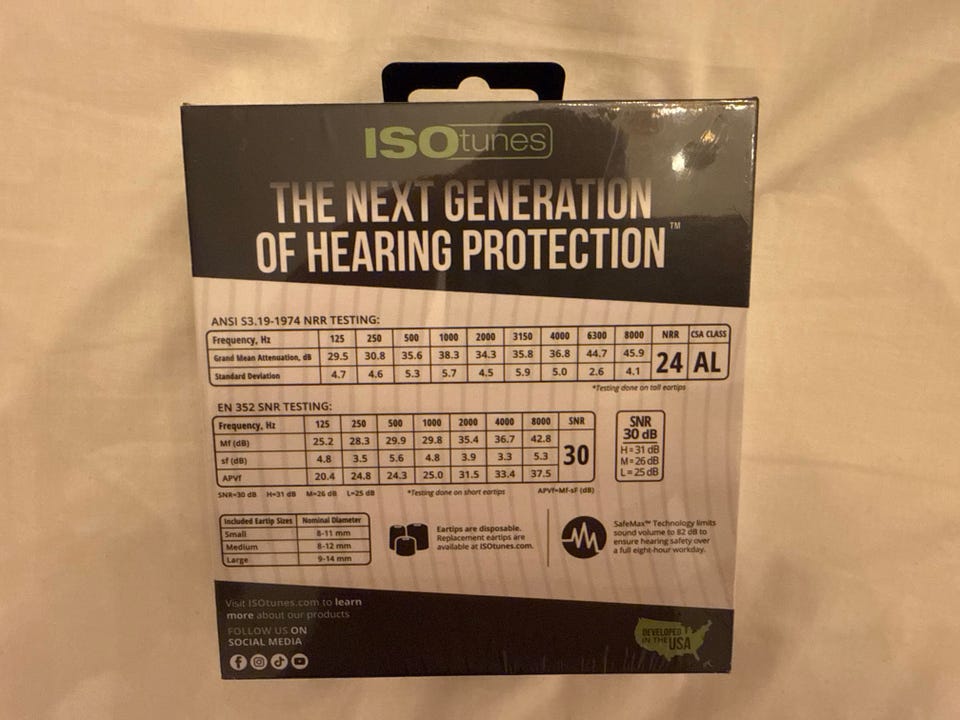 ISOtunes
THE NEXT GENERATION
OF HEARING PROTECTION™
ANSI S3.19-1974 NRR TESTING:
Frequency, Hz 125 250 500 1000 2000 3150 4000 6300 8000 NRR CSA CLASS
Grand Mean Attenuation, dB 29.5 30.8 35.6 38.3 34.3 35.8 36.8 44.7 45.9 24 AL
Standard Deviation 4.7 4.6 5.3 5.7 4.5 5.9 5.0 2.6 4.1
*Testing done on tall eartips
EN 352 SNR TESTING:
Frequency, Hz 125 250 500 1000 2000 4000 8000 SNR
Mf (dB) 25.2 28.3 29.9 29.8 35.4 36.7 42.8 30
sf (dB) 4.8 3.5 5.6 4.8 3.9 3.3 5.3
APVf 20.4 24.8 24.3 25.0 31.5 33.4 37.5
SNR=30 dB H=31 dB M=26 dB L=25 dB *Testing done on short eartips APVf=Mf-sF (dB)
SNR
30 dB
H=31 dB
M=26 dB
L=25 dB
Included Eartip Sizes Nominal Diameter
Small 8-11 mm
Medium 8-12 mm
Large 9-14 mm
Eartips are disposable.
Replacement eartips are
available at ISOtunes.com.
SafeMax™ Technology limits
sound volume to 82 dB to
ensure hearing safety over
a full eight-hour workday.
Visit ISOtunes.com to learn
more about our products
FOLLOW US ON
SOCIAL MEDIA
DEVELOPED
IN THE USA